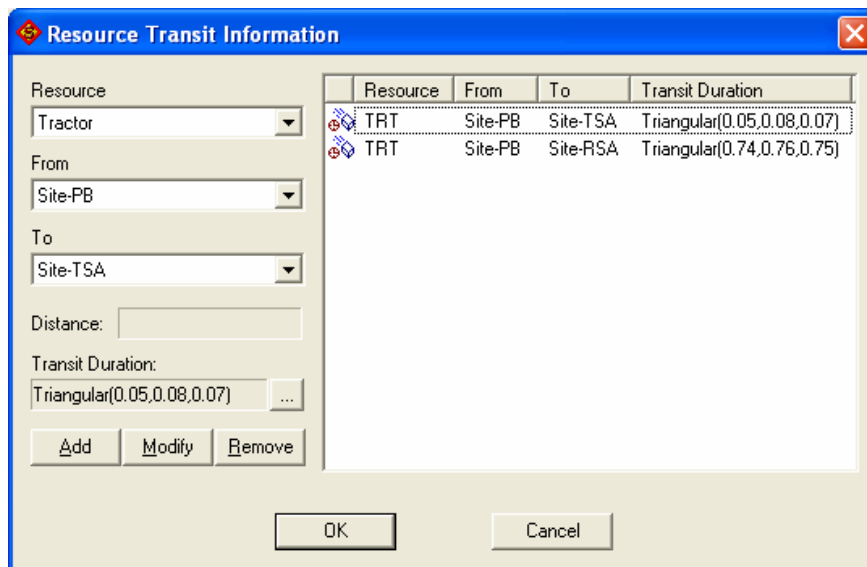 Resource Transit Information
Resource
Tractor
From
Site-PB
To
Site-TSA
Distance:
Transit Duration:
Triangular(0.05,0.08,0.07)
...
Add Modify Remove
Resource From To Transit Duration
TRT Site-PB Site-TSA Triangular(0.05,0.08,0.07)
TRT Site-PB Site-RSA Triangular(0.74,0.76,0.75)
OK Cancel